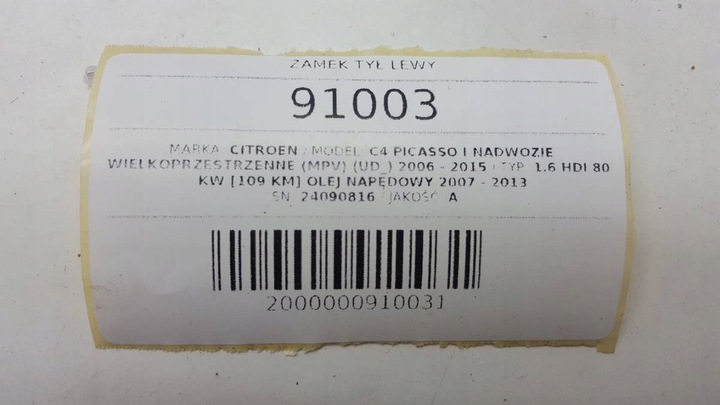 ZAMEK TYŁ LEWY
91003
MARKA: CITROEN / MODEL: C4 PICASSO I NADWOZIE
WIELKOPRZESTRZENNE (MPV) (UD_) 2006 - 2015 / TYP: 1.6 HDI 80
KW [109 KM] OLEJ NAPĘDOWY 2007 - 2013
SN: 24090816 / JAKOŚĆ: A
2000000910031